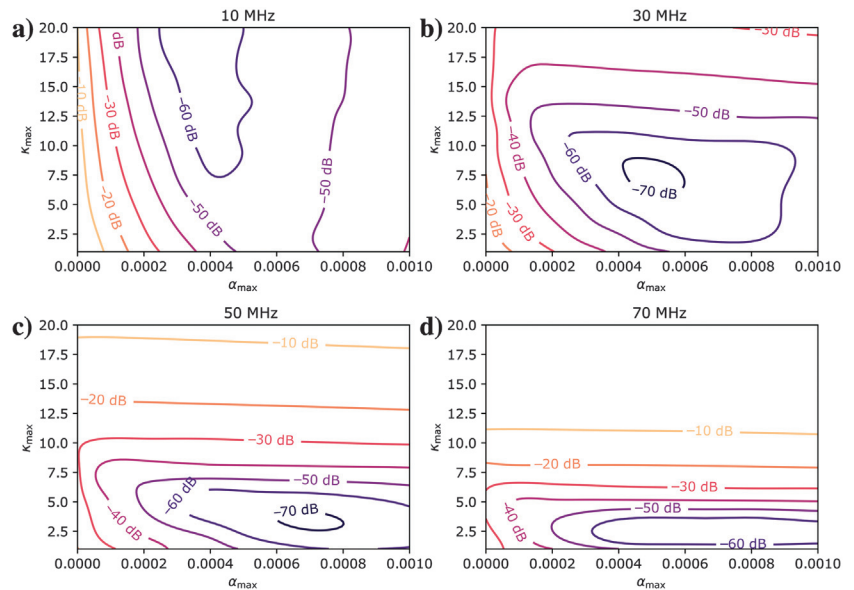 a)
10 MHz
20.0
17.5
15.0
12.5
10.0
7.5
5.0
2.5
κmax
dB
−10 dB
−30 dB
−20 dB
−60 dB
−50 dB
−50 dB
0.0000 0.0002 0.0004 0.0006 0.0008 0.0010
αmax
b)
30 MHz
20.0
17.5
15.0
12.5
10.0
7.5
5.0
2.5
κmax
−30 dB
−50 dB
−40 dB
−60 dB
−70 dB
−20 dB
−30 dB
0.0000 0.0002 0.0004 0.0006 0.0008 0.0010
αmax
c)
50 MHz
20.0
17.5
15.0
12.5
10.0
7.5
5.0
2.5
κmax
−10 dB
−20 dB
−30 dB
−50 dB
−60 dB
−70 dB
−40 dB
0.0000 0.0002 0.0004 0.0006 0.0008 0.0010
αmax
d)
70 MHz
20.0
17.5
15.0
12.5
10.0
7.5
5.0
2.5
κmax
−10 dB
−20 dB
−30 dB
−40 dB
−50 dB
−60 dB
0.0000 0.0002 0.0004 0.0006 0.0008 0.0010
αmax